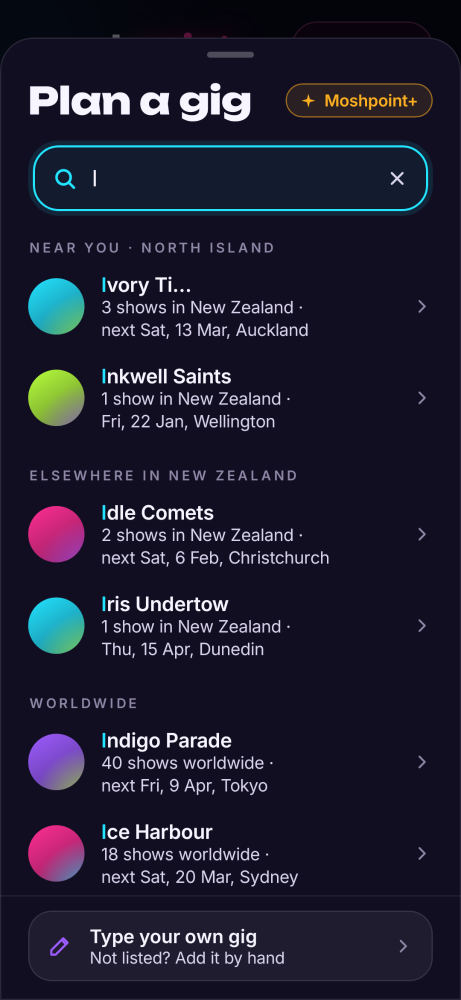 Plan a gig
Moshpoint+
I
NEAR YOU · NORTH ISLAND
Ivory Ti...
3 shows in New Zealand ·
next Sat, 13 Mar, Auckland
Inkwell Saints
1 show in New Zealand ·
Fri, 22 Jan, Wellington
ELSEWHERE IN NEW ZEALAND
Idle Comets
2 shows in New Zealand ·
next Sat, 6 Feb, Christchurch
Iris Undertow
1 show in New Zealand ·
Thu, 15 Apr, Dunedin
WORLDWIDE
Indigo Parade
40 shows worldwide ·
next Fri, 9 Apr, Tokyo
Ice Harbour
18 shows worldwide ·
next Sat, 20 Mar, Sydney
Type your own gig
Not listed? Add it by hand